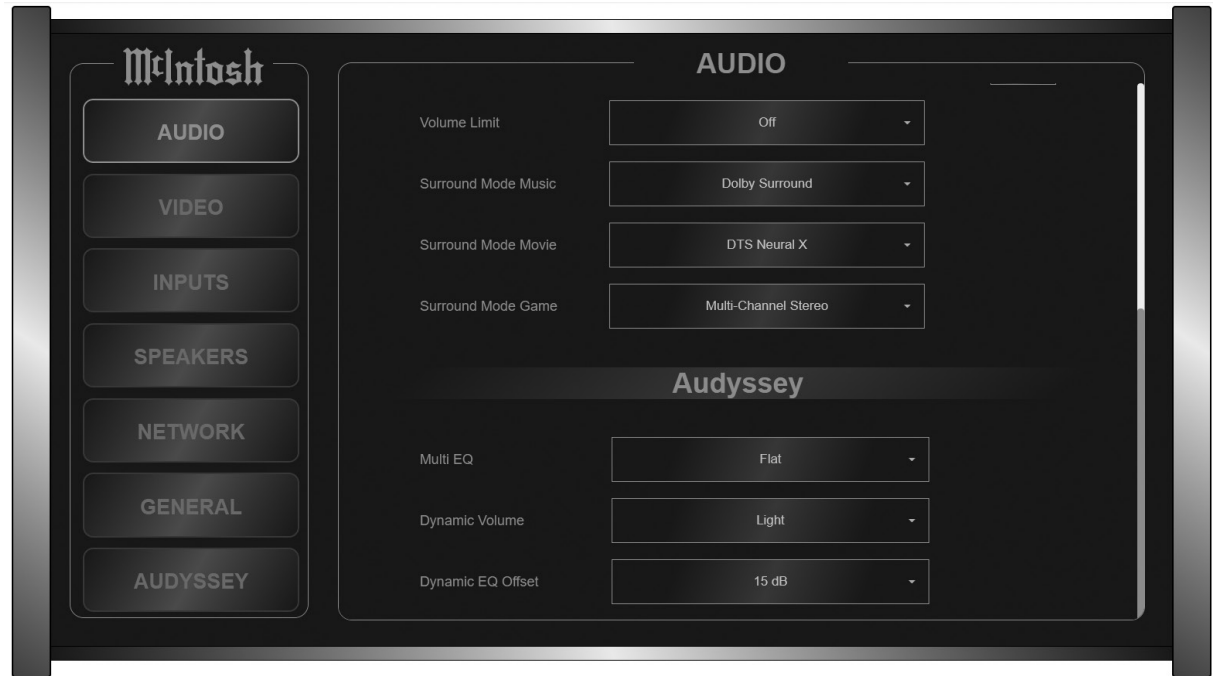 McIntosh
AUDIO
VIDEO
INPUTS
SPEAKERS
NETWORK
GENERAL
AUDYSSEY
AUDIO
Volume Limit Off
Surround Mode Music Dolby Surround
Surround Mode Movie DTS Neural X
Surround Mode Game Multi-Channel Stereo
Audyssey
Multi EQ Flat
Dynamic Volume Light
Dynamic EQ Offset 15 dB